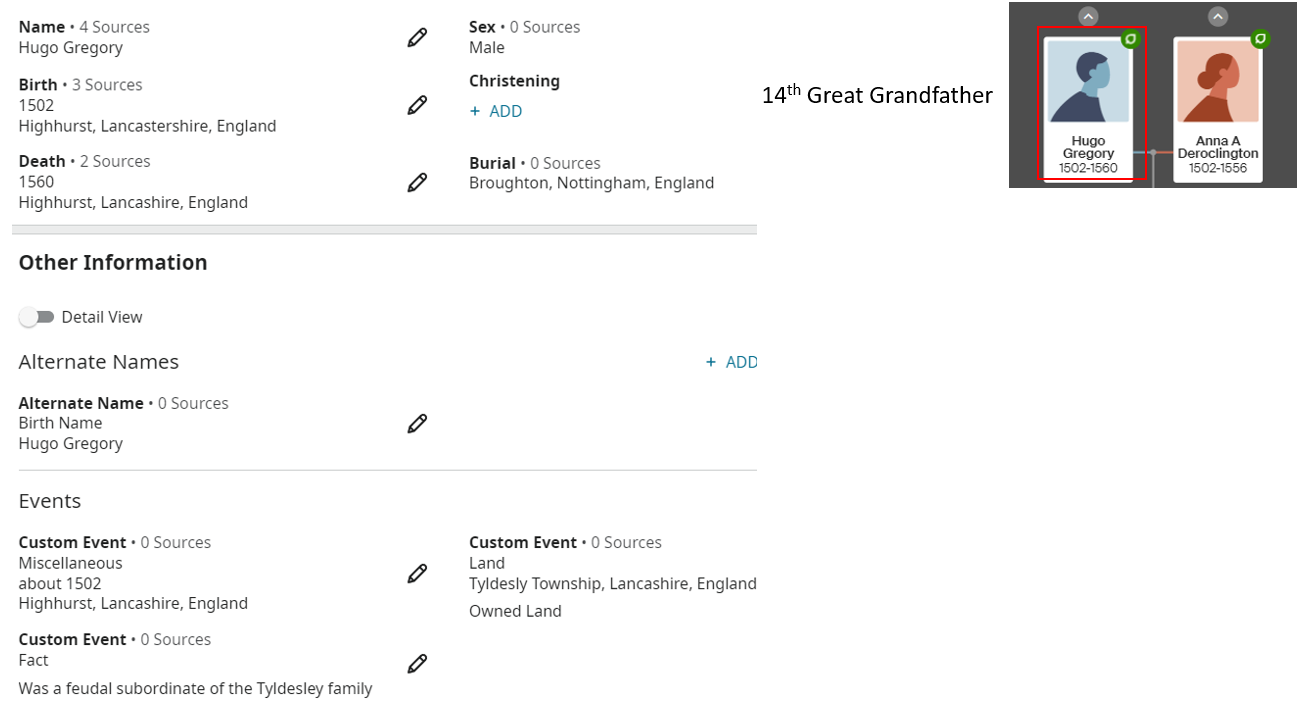 Name • 4 Sources
Hugo Gregory
Sex • 0 Sources
Male
Birth • 3 Sources
1502
Highhurst, Lancastershire, England
Christening
+ ADD
Death • 2 Sources
1560
Highhurst, Lancashire, England
Burial • 0 Sources
Broughton, Nottingham, England
14th Great Grandfather
Hugo
Gregory
1502-1560
Anna A
Deroclington
1502-1556
Other Information
Detail View
Alternate Names
+ ADD
Alternate Name • 0 Sources
Birth Name
Hugo Gregory
Events
Custom Event • 0 Sources
Miscellaneous
about 1502
Highhurst, Lancashire, England
Custom Event • 0 Sources
Land
Tyldesly Township, Lancashire, England
Owned Land
Custom Event • 0 Sources
Fact
Was a feudal subordinate of the Tyldesley family